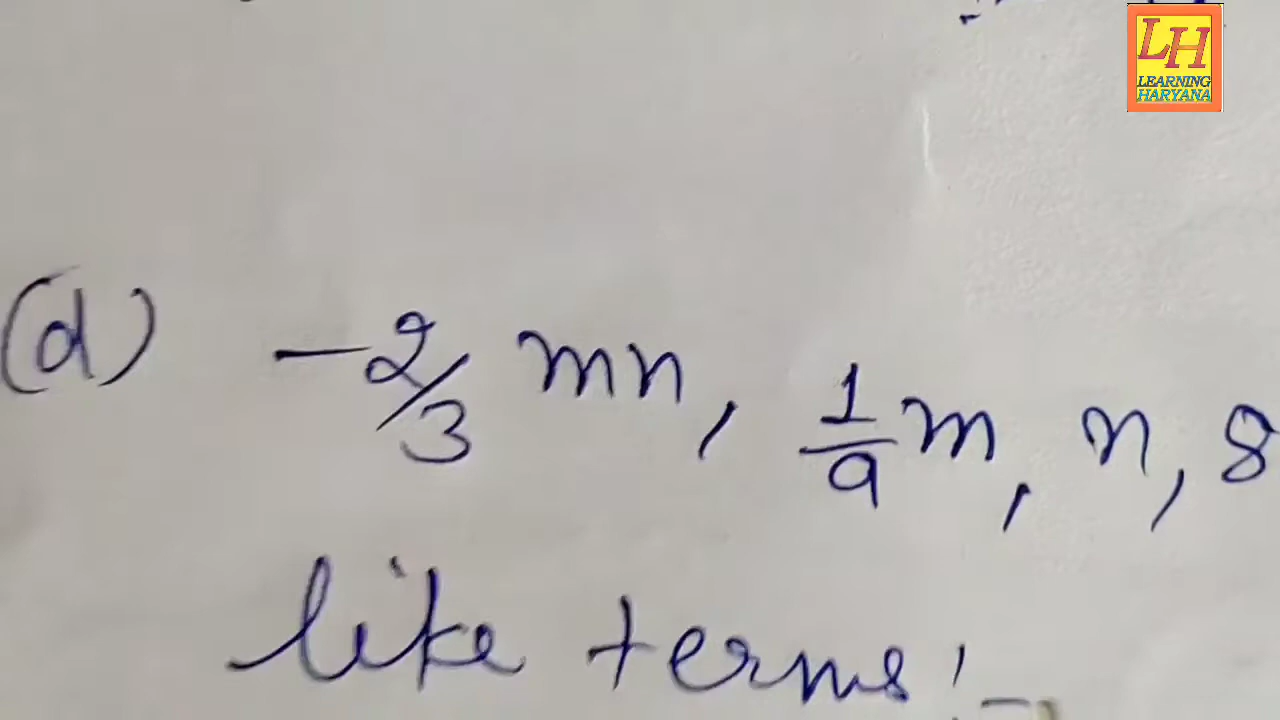 LH
LEARNING
HARYANA
(d) -2/3 mn, 1/9 m, n, 8
like terms :-